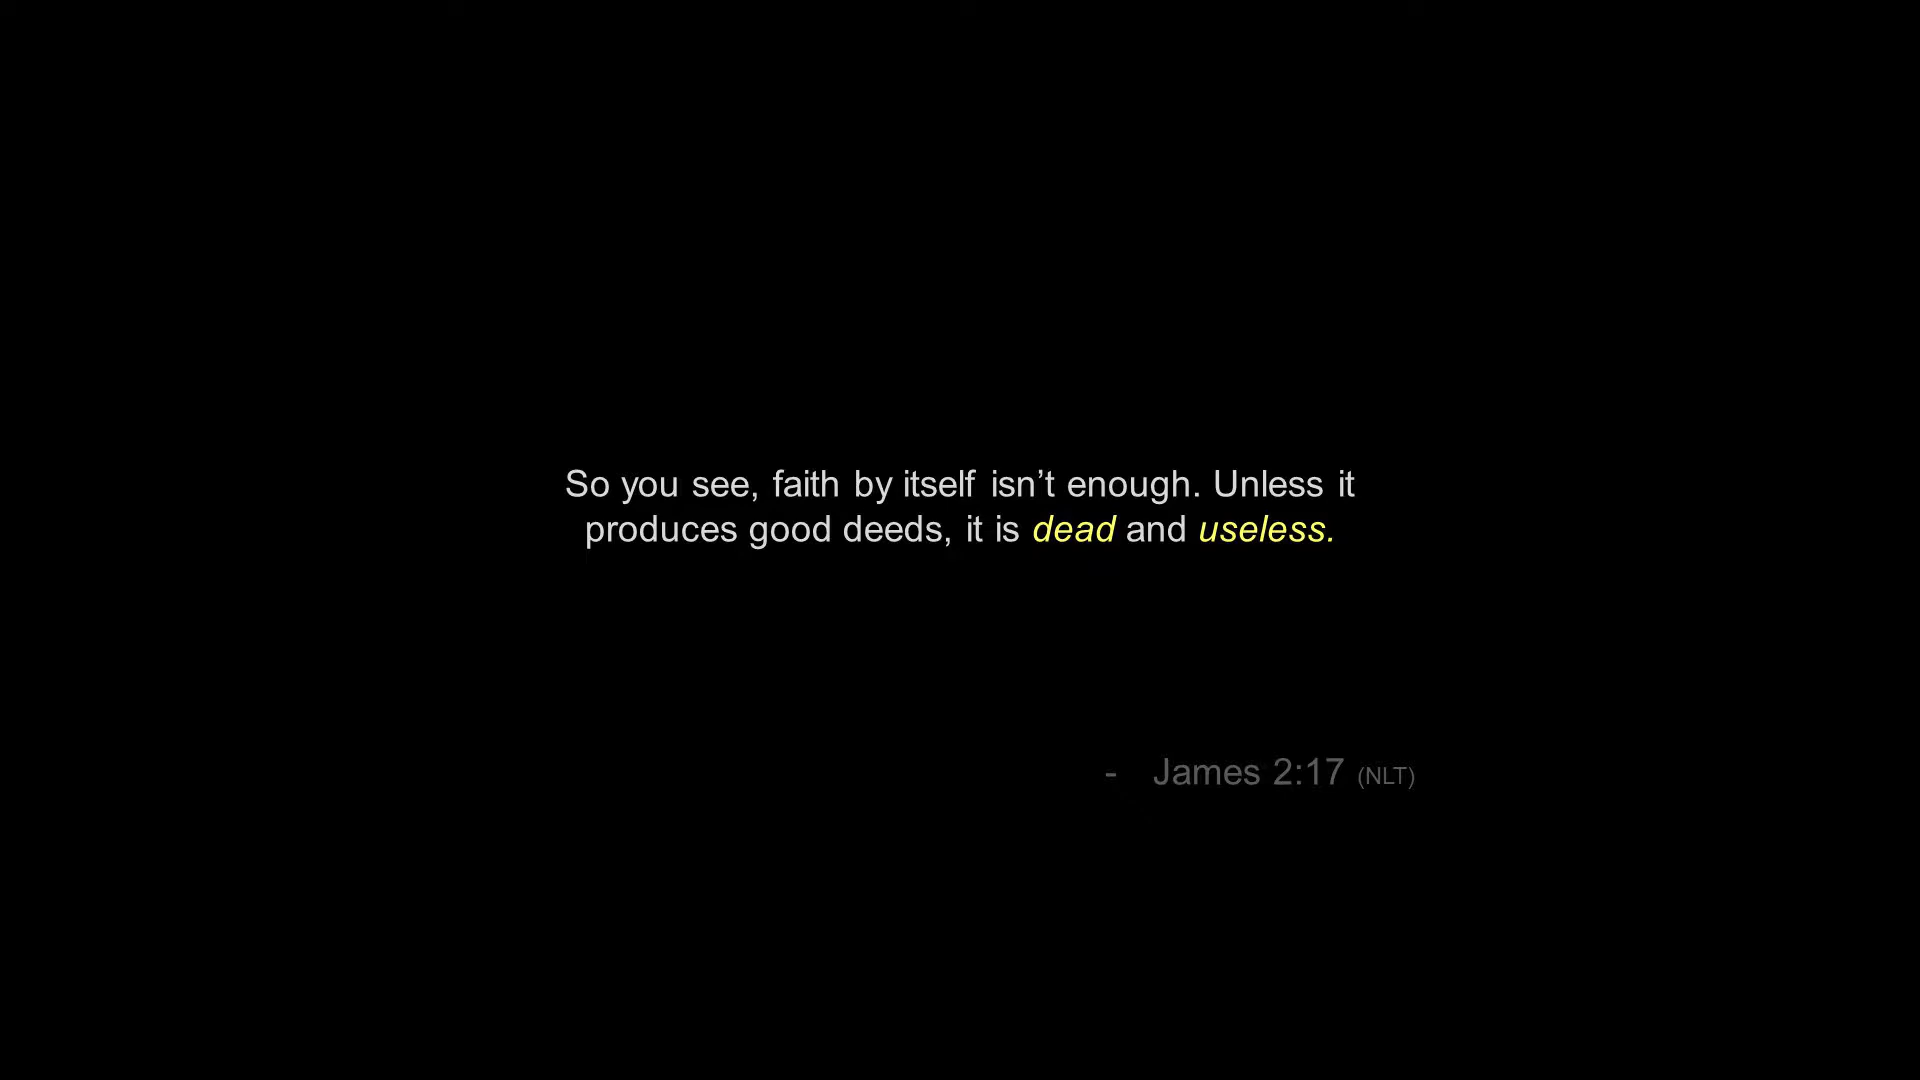 So you see, faith by itself isn’t enough. Unless it
produces good deeds, it is dead and useless.
- James 2:17 (NLT)